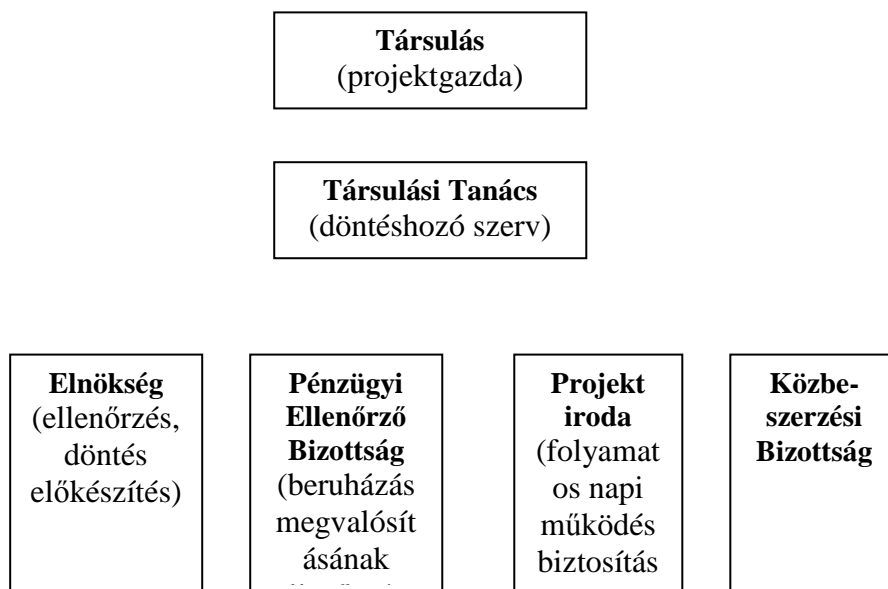 Társulás
(projektgazda)
Társulási Tanács
(döntéshozó szerv)
Elnökség
(ellenőrzés,
döntés
előkészítés)
Pénzügyi
Ellenőrző
Bizottság
(beruházás
megvalósít
ásának
Projekt
iroda
(folyamat
os napi
működés
biztosítás
Közbe-
szerzési
Bizottság